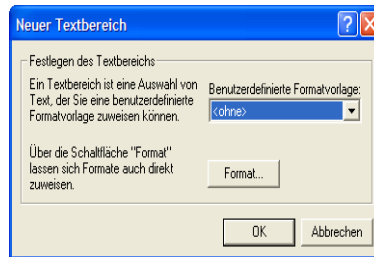 Neuer Textbereich
Festlegen des Textbereichs
Ein Textbereich ist eine Auswahl von
Text, der Sie eine benutzerdefinierte
Formatvorlage zuweisen können.
Benutzerdefinierte Formatvorlage:
<ohne>
Über die Schaltfläche "Format"
lassen sich Formate auch direkt
zuweisen.
Format...
OK
Abbrechen